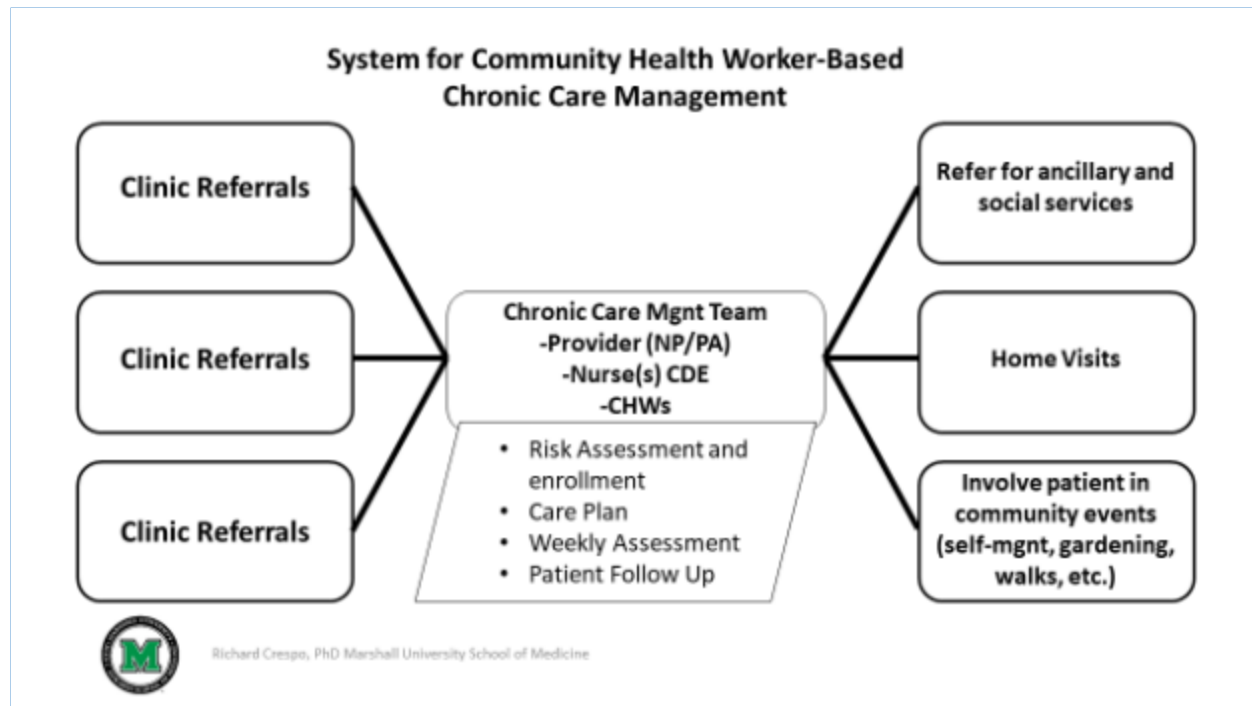 System for Community Health Worker-Based
Chronic Care Management
Clinic Referrals
Clinic Referrals
Clinic Referrals
Chronic Care Mgnt Team
-Provider (NP/PA)
-Nurse(s) CDE
-CHWs
• Risk Assessment and
enrollment
• Care Plan
• Weekly Assessment
• Patient Follow Up
Refer for ancillary and
social services
Home Visits
Involve patient in
community events
(self-mgnt, gardening,
walks, etc.)
M
Richard Crespo, PhD Marshall University School of Medicine